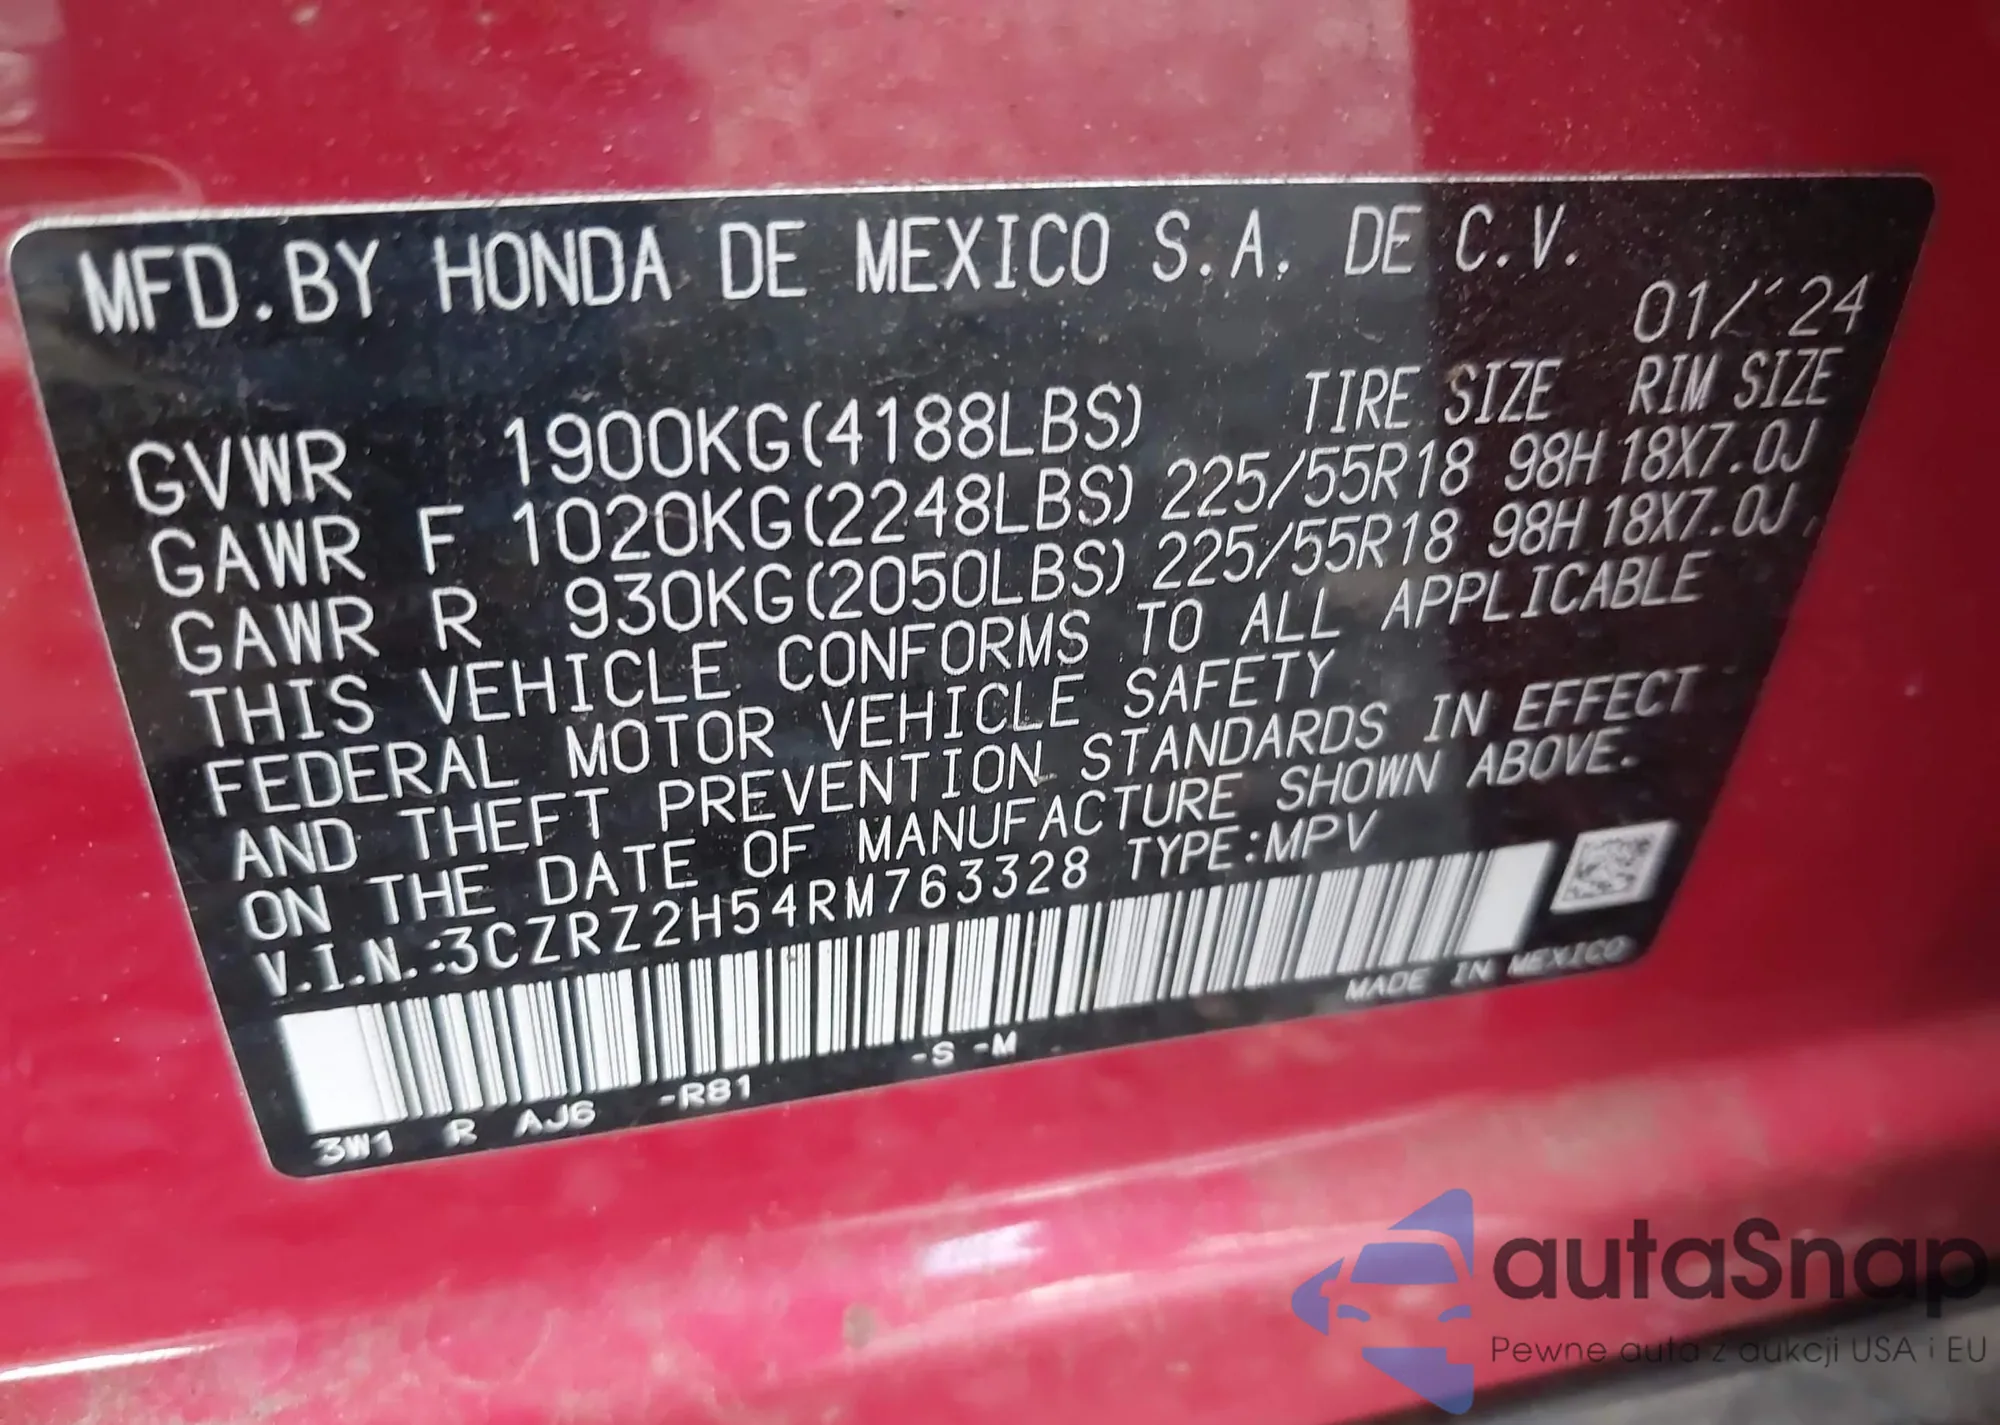 MFD.BY HONDA DE MEXICO S.A. DE C.V.
01/'24
TIRE SIZE RIM SIZE
GVWR 1900KG(4188LBS)
GAWR F 1020KG(2248LBS) 225/55R18 98H 18X7.0J
GAWR R 930KG(2050LBS) 225/55R18 98H 18X7.0J
THIS VEHICLE CONFORMS TO ALL APPLICABLE
FEDERAL MOTOR VEHICLE SAFETY
AND THEFT PREVENTION STANDARDS IN EFFECT
ON THE DATE OF MANUFACTURE SHOWN ABOVE.
V.I.N.:3CZRZ2H54RM763328 TYPE:MPV
MADE IN MEXICO
3W1 R AJ6 -R81 -S -M
autaSnap
Pewne auta z aukcji USA i EU